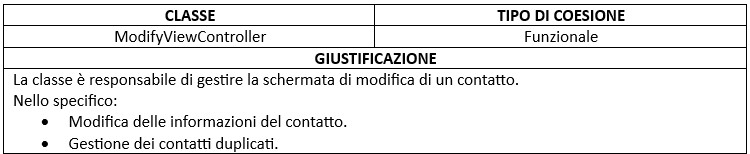 CLASSE TIPO DI COESIONE
ModifyViewController Funzionale
GIUSTIFICAZIONE
La classe è responsabile di gestire la schermata di modifica di un contatto.
Nello specifico:
• Modifica delle informazioni del contatto.
• Gestione dei contatti duplicati.